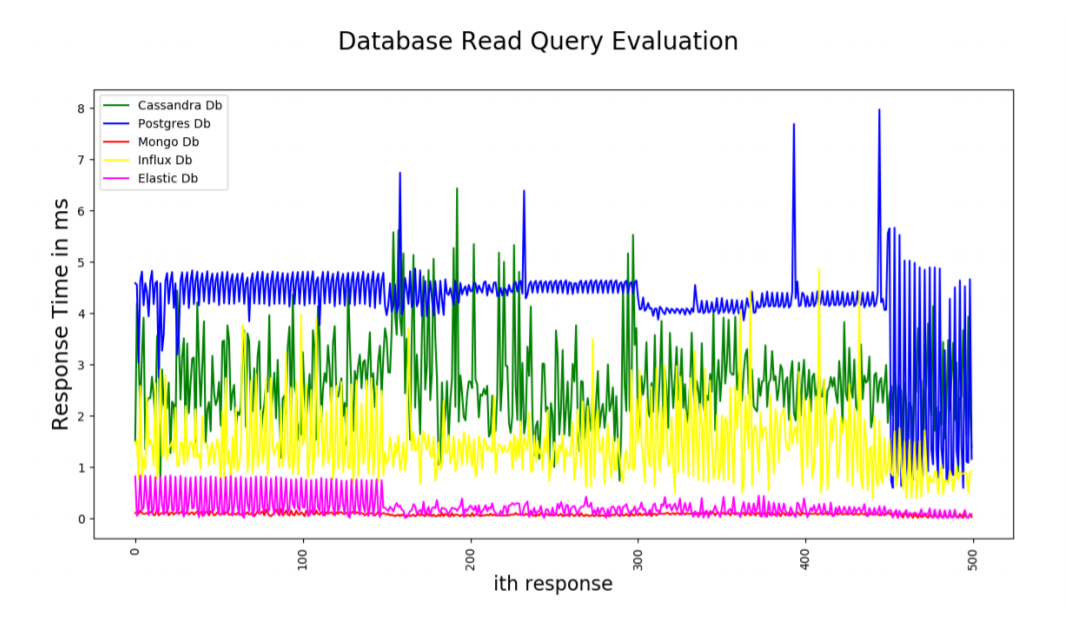 Database Read Query Evaluation
Cassandra Db
Postgres Db
Mongo Db
Influx Db
Elastic Db
8
7
6
5
4
3
2
1
0
Response Time in ms
0
100
200
300
400
500
ith response